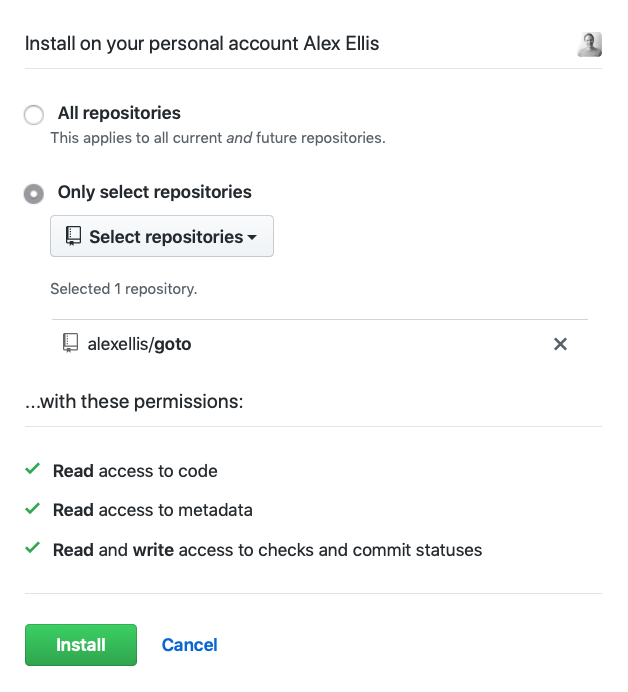 Install on your personal account Alex Ellis
All repositories
This applies to all current and future repositories.
Only select repositories
Select repositories
Selected 1 repository.
alexellis/goto
...with these permissions:
Read access to code
Read access to metadata
Read and write access to checks and commit statuses
Install Cancel